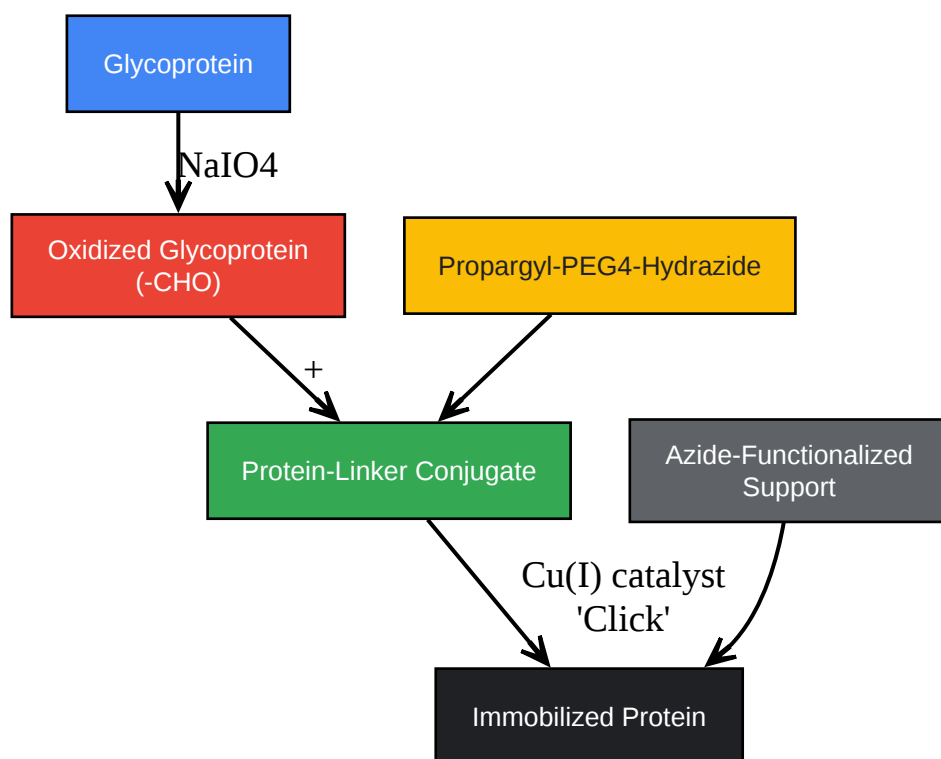 Glycoprotein
NaIO4
Oxidized Glycoprotein
(-CHO)
Propargyl-PEG4-Hydrazide
+
Protein-Linker Conjugate
Azide-Functionalized
Support
Cu(I) catalyst
'Click'
Immobilized Protein